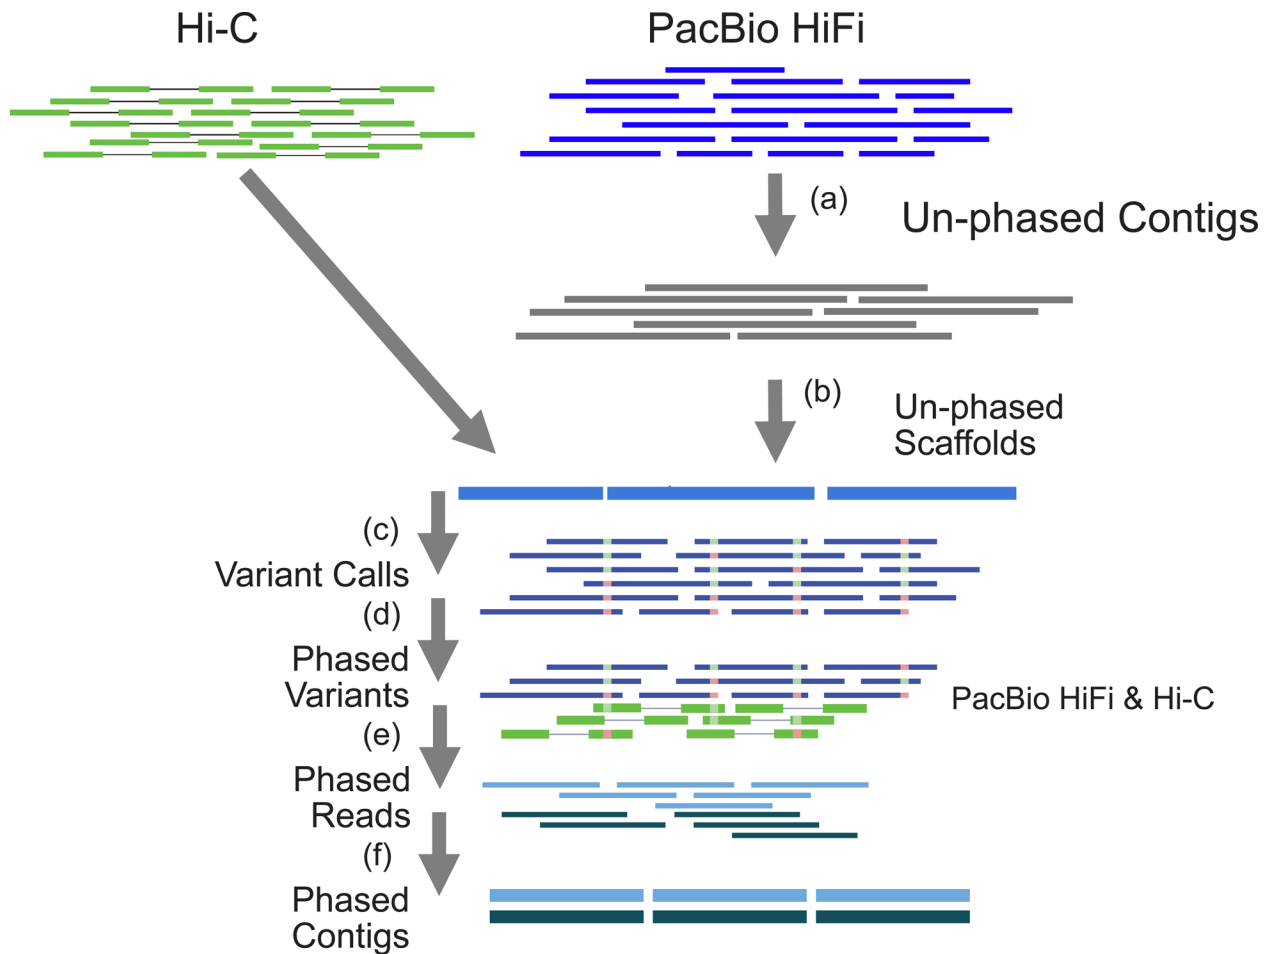 Hi-C
PacBio HiFi
(a)
Un-phased Contigs
(b)
Un-phased
Scaffolds
(c)
Variant Calls
(d)
Phased
Variants
PacBio HiFi & Hi-C
(e)
Phased
Reads
(f)
Phased
Contigs